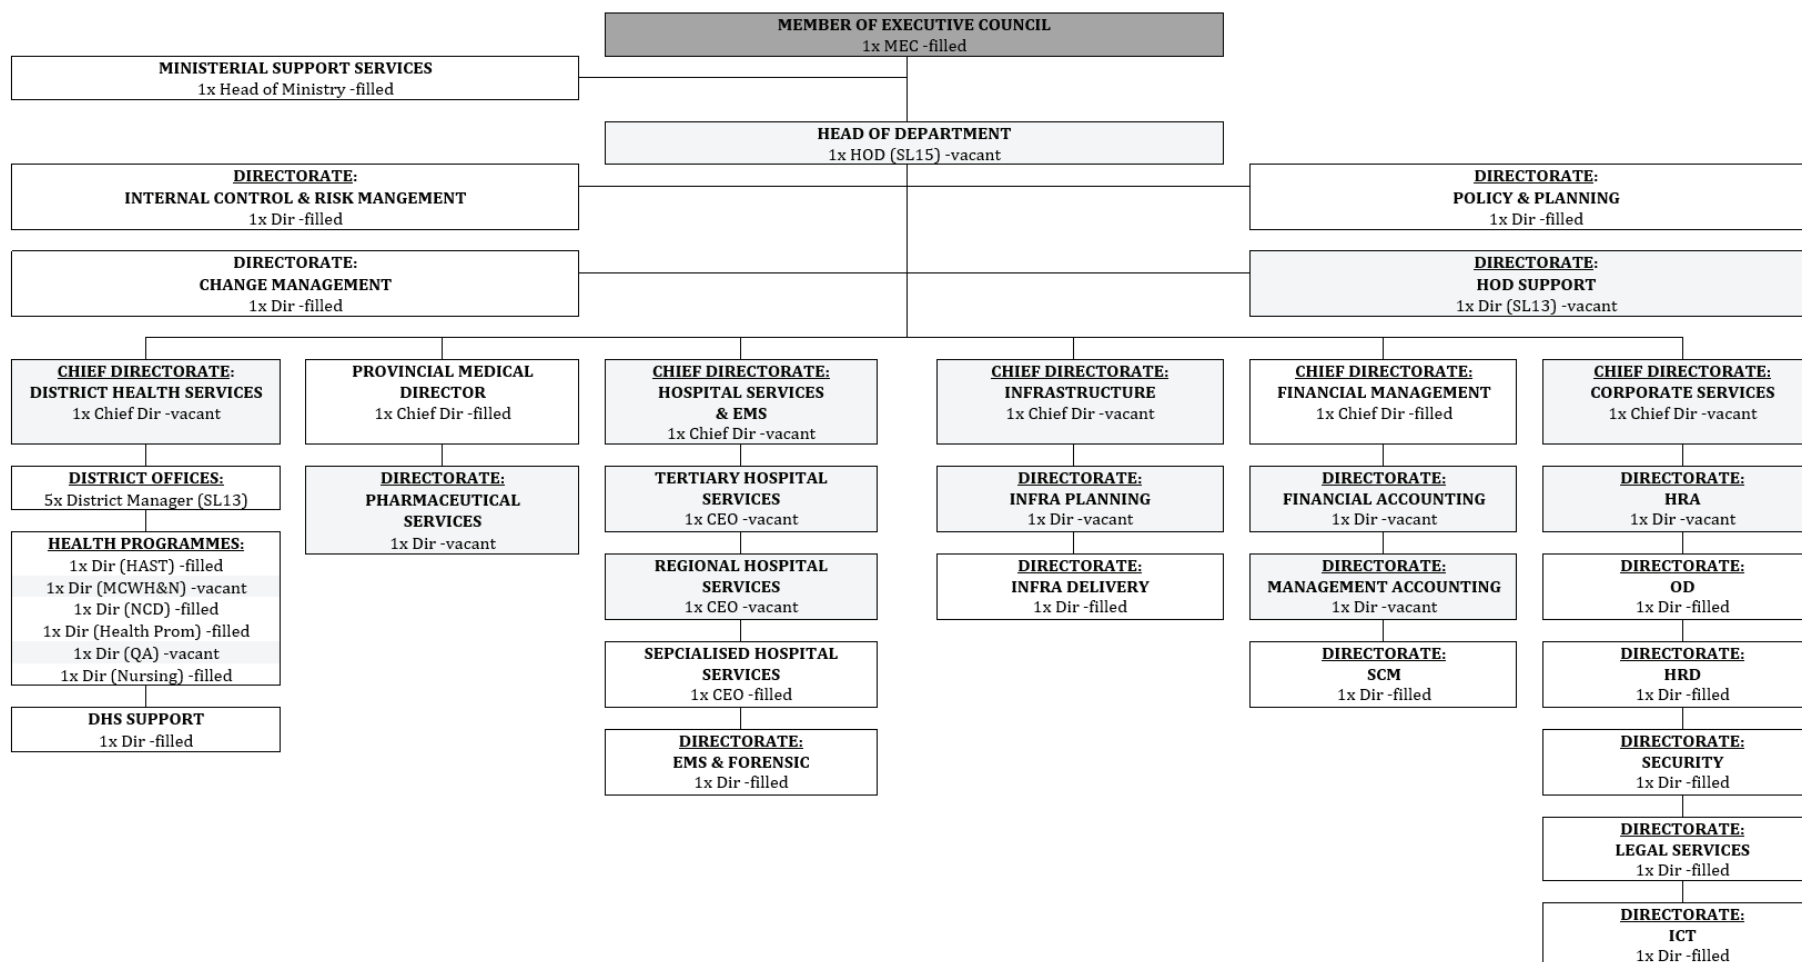 MEMBER OF EXECUTIVE COUNCIL
1x MEC -filled
MINISTERIAL SUPPORT SERVICES
1x Head of Ministry -filled
HEAD OF DEPARTMENT
1x HOD (SL15) -vacant
DIRECTORATE:
INTERNAL CONTROL & RISK MANGEMENT
1x Dir -filled
DIRECTORATE:
POLICY & PLANNING
1x Dir -filled
DIRECTORATE:
CHANGE MANAGEMENT
1x Dir -filled
DIRECTORATE:
HOD SUPPORT
1x Dir (SL13) -vacant
CHIEF DIRECTORATE:
DISTRICT HEALTH SERVICES
1x Chief Dir -vacant
DISTRICT OFFICES:
5x District Manager (SL13)
HEALTH PROGRAMMES:
1x Dir (HAST) -filled
1x Dir (MCWH&N) -vacant
1x Dir (NCD) -filled
1x Dir (Health Prom) -filled
1x Dir (QA) -vacant
1x Dir (Nursing) -filled
DHS SUPPORT
1x Dir -filled
PROVINCIAL MEDICAL
DIRECTOR
1x Chief Dir -filled
DIRECTORATE:
PHARMACEUTICAL
SERVICES
1x Dir -vacant
CHIEF DIRECTORATE:
HOSPITAL SERVICES
& EMS
1x Chief Dir -vacant
TERTIARY HOSPITAL
SERVICES
1x CEO -vacant
REGIONAL HOSPITAL
SERVICES
1x CEO -vacant
SEPCIALISED HOSPITAL
SERVICES
1x CEO -filled
DIRECTORATE:
EMS & FORENSIC
1x Dir -filled
CHIEF DIRECTORATE:
INFRASTRUCTURE
1x Chief Dir -vacant
DIRECTORATE:
INFRA PLANNING
1x Dir -vacant
DIRECTORATE:
INFRA DELIVERY
1x Dir -filled
CHIEF DIRECTORATE:
FINANCIAL MANAGEMENT
1x Chief Dir -filled
DIRECTORATE:
FINANCIAL ACCOUNTING
1x Dir -vacant
DIRECTORATE:
MANAGEMENT ACCOUNTING
1x Dir -vacant
DIRECTORATE:
SCM
1x Dir -filled
CHIEF DIRECTORATE:
CORPORATE SERVICES
1x Chief Dir -vacant
DIRECTORATE:
HRA
1x Dir -vacant
DIRECTORATE:
OD
1x Dir -filled
DIRECTORATE:
HRD
1x Dir -filled
DIRECTORATE:
SECURITY
1x Dir -filled
DIRECTORATE:
LEGAL SERVICES
1x Dir -filled
DIRECTORATE:
ICT
1x Dir -filled